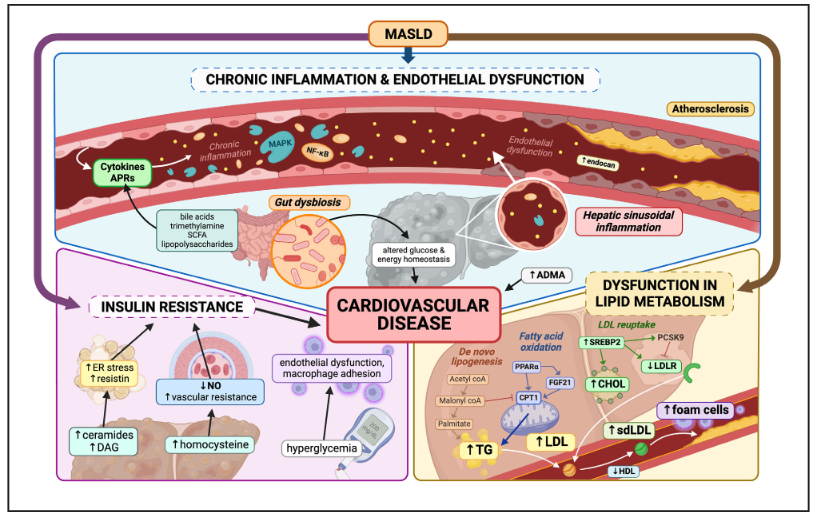 MASLD
CHRONIC INFLAMMATION & ENDOTHELIAL DYSFUNCTION
Atherosclerosis
Chronic
inflammation
MAPK
NF-κB
Endothelial
dysfunction
↑endocan
Cytokines
APRs
bile acids
trimethylamine
SCFA
lipopolysaccharides
Gut dysbiosis
altered glucose &
energy homeostasis
Hepatic sinusoidal
inflammation
↑ADMA
CARDIOVASCULAR
DISEASE
INSULIN RESISTANCE
↑ER stress
↑resistin
↓NO
↑vascular resistance
endothelial dysfunction,
macrophage adhesion
↑ceramides
↑DAG
↑homocysteine
hyperglycemia
mg dL
DYSFUNCTION IN
LIPID METABOLISM
LDL reuptake
↑SREBP2
PCSK9
↓LDLR
↑CHOL
Fatty acid
oxidation
De novo
lipogenesis
PPARα
FGF21
Acetyl coA
Malonyl coA
CPT1
Palmitate
↑TG
↑LDL
↑sdLDL
↑foam cells
↓HDL